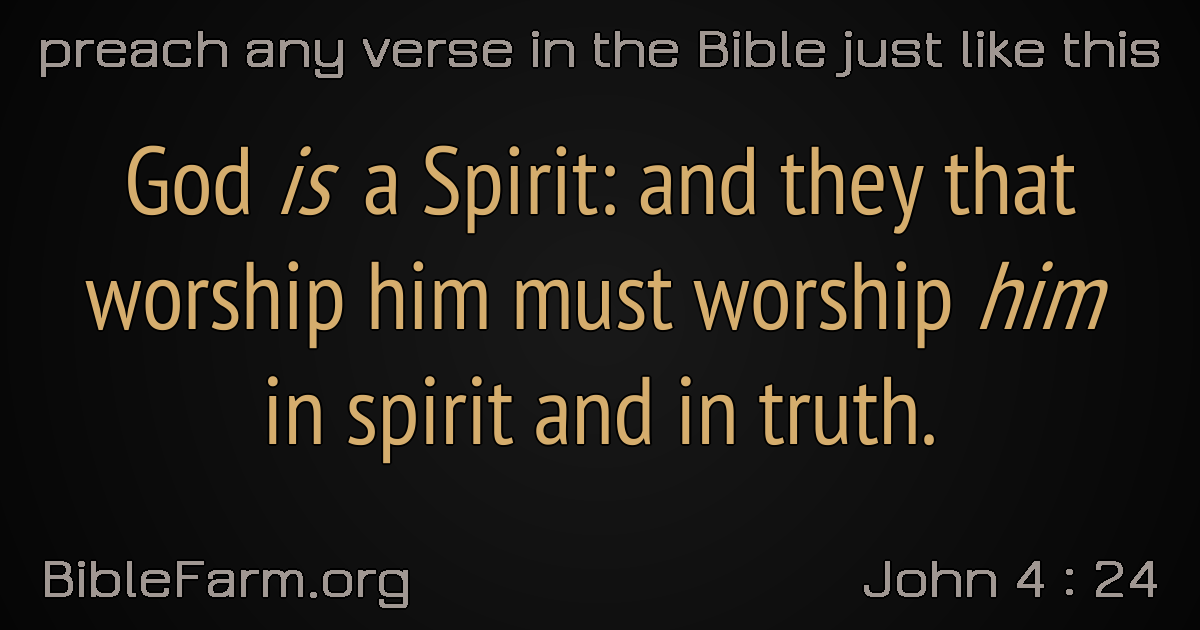 preach any verse in the Bible just like this
God is a Spirit: and they that
worship him must worship him
in spirit and in truth.
BibleFarm.org
John 4 : 24